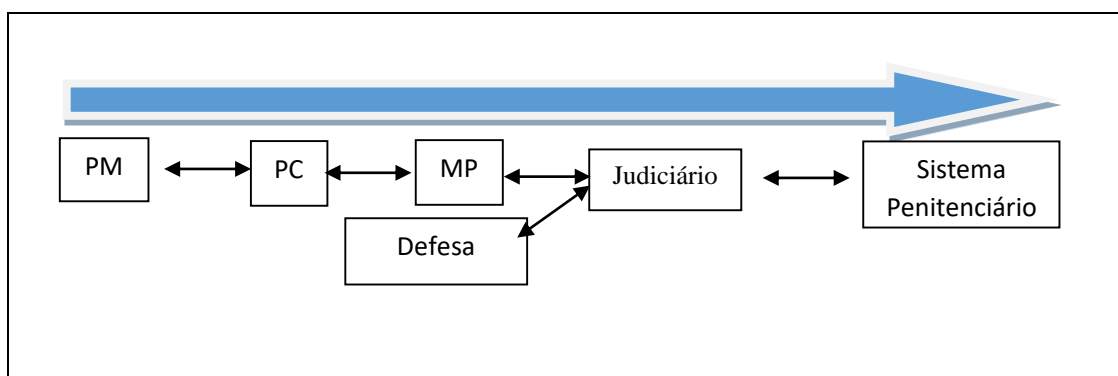 PM
PC
MP
Judiciário
Sistema
Penitenciário
Defesa